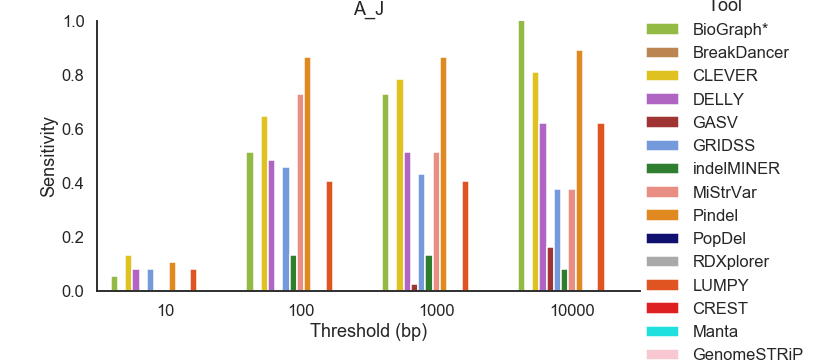 A_J
Tool
1.0
0.8
0.6
0.4
0.2
0.0
Sensitivity
10
100
1000
10000
Threshold (bp)
BioGraph*
BreakDancer
CLEVER
DELLY
GASV
GRIDSS
indelMINER
MiStrVar
Pindel
PopDel
RDXplorer
LUMPY
CREST
Manta
GenomeSTRiP